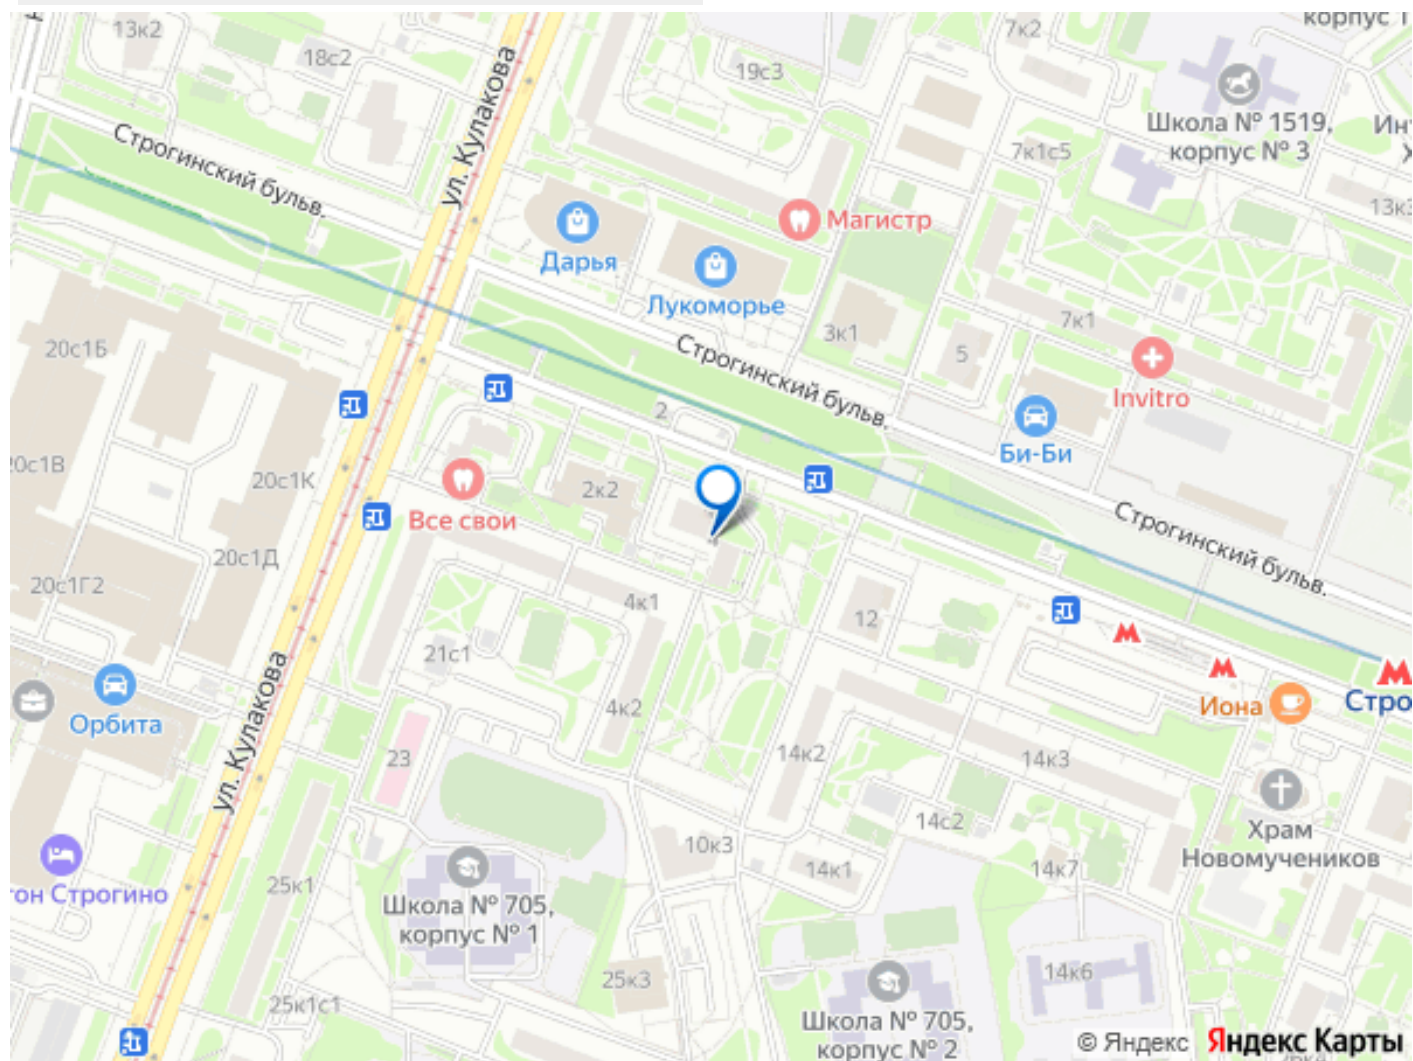 корпус 1
13к2
18с2
7к2
19с3
ул. Кулакова
Школа № 1519,
корпус № 3
7к1с5
Строгинский бульв.
13к3
Магистр
Дарья
Лукоморье
7к1
3к1
5
Строгинский бульв.
20с1Б
Invitro
2
Би-Би
20с1В
20с1К
2к2
Все свои
Строгинский бульв.
20с1Д
20с1Г2
4к1
12
21с1
4к2
Иона
Стро
Орбита
ул. Кулакова
23
14к2
14к3
14с2
Храм
Новомучеников
10к3
14к1
14к7
тон Строгино
25к1
Школа № 705,
корпус № 1
25к3
14к6
25к1с1
Школа № 705,
корпус № 2
© Яндекс Яндекс Карты